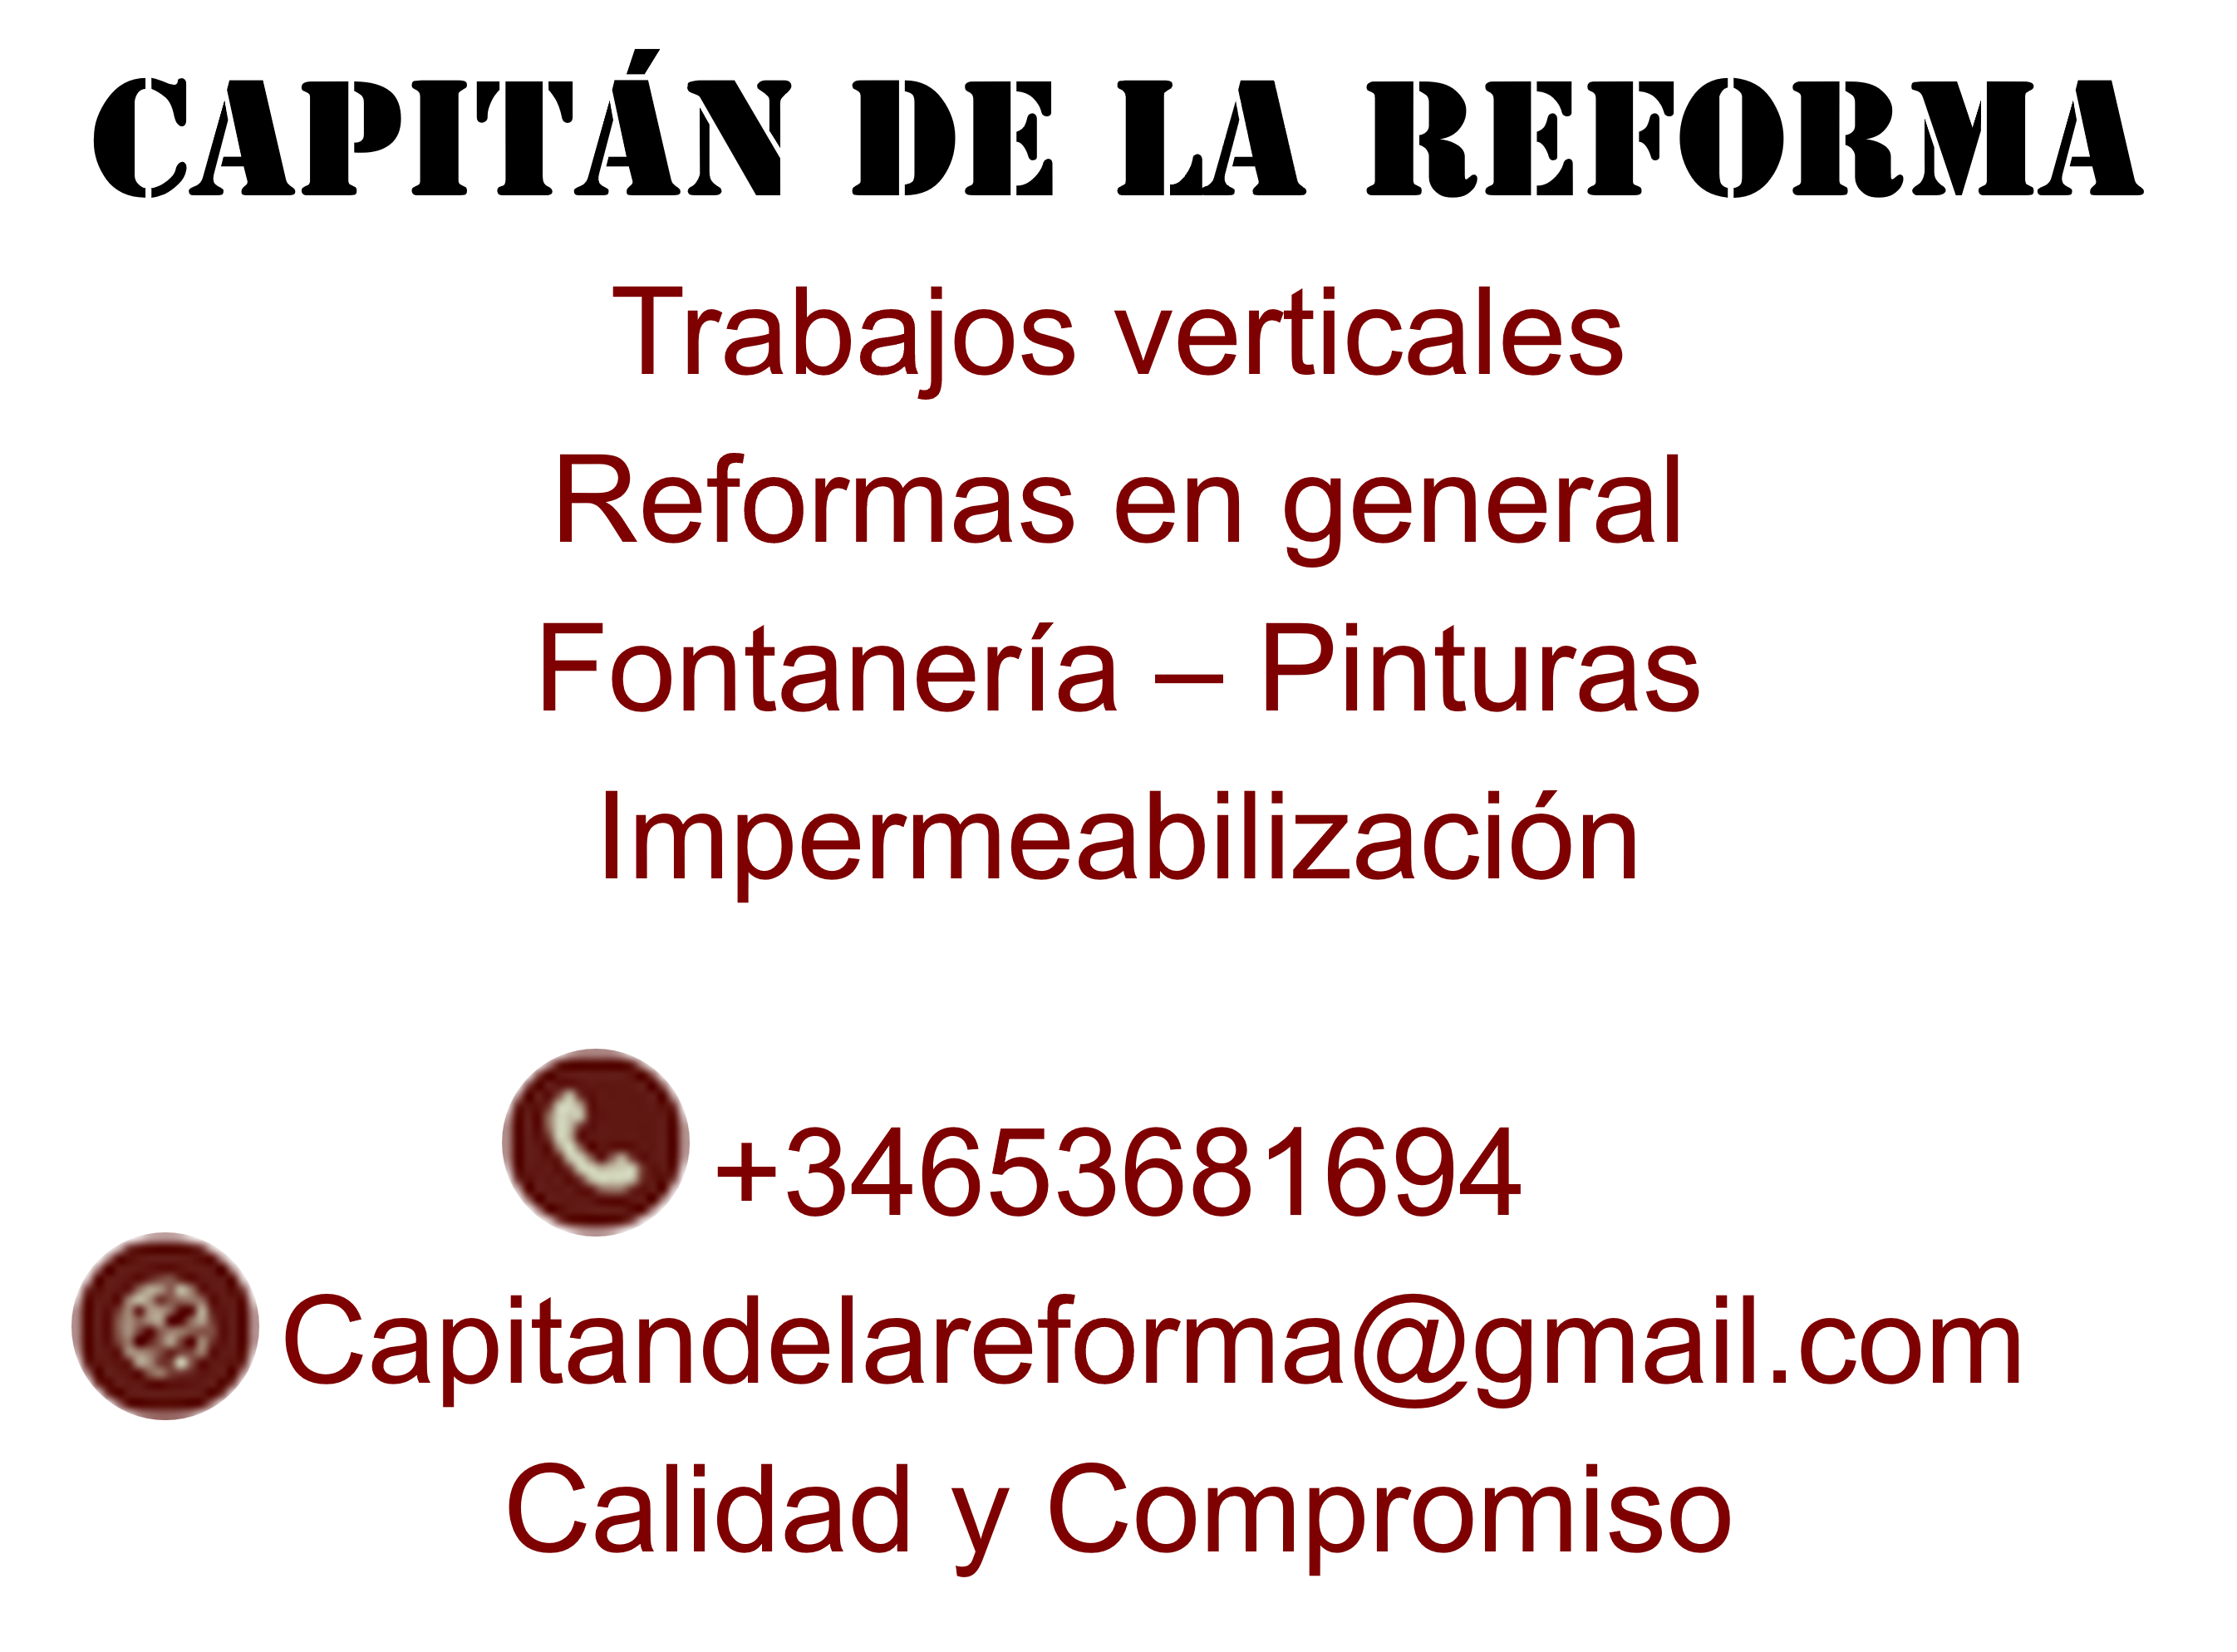 CAPITÁN DE LA REFORMA
Trabajos verticales
Reformas en general
Fontanería – Pinturas
Impermeabilización
+34653681694
Capitandelareforma@gmail.com
Calidad y Compromiso